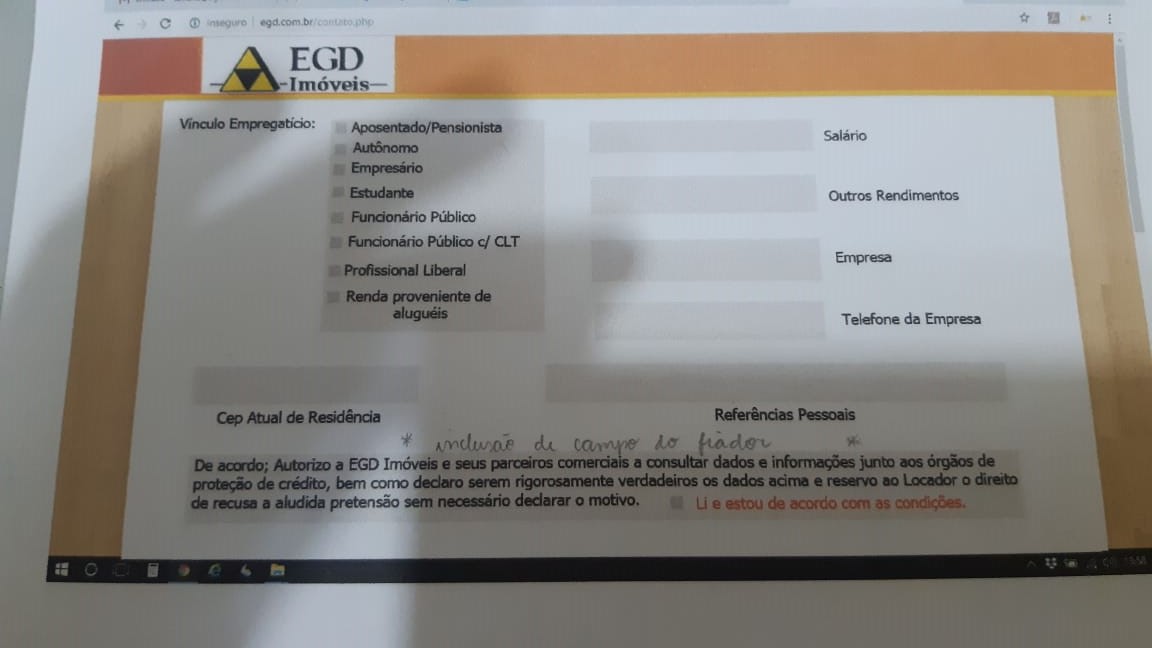 inseguro | egd.com.br/contato.php
EGD
Imóveis
Vínculo Empregatício:
Aposentado/Pensionista
Autônomo
Empresário
Estudante
Funcionário Público
Funcionário Público c/ CLT
Profissional Liberal
Renda proveniente de
aluguéis
Salário
Outros Rendimentos
Empresa
Telefone da Empresa
Cep Atual de Residência
Referências Pessoais
* inclusão de campo do fiador *
De acordo; Autorizo a EGD Imóveis e seus parceiros comerciais a consultar dados e informações junto aos órgãos de
proteção de crédito, bem como declaro serem rigorosamente verdadeiros os dados acima e reservo ao Locador o direito
de recusa a aludida pretensão sem necessário declarar o motivo.
Li e estou de acordo com as condições.